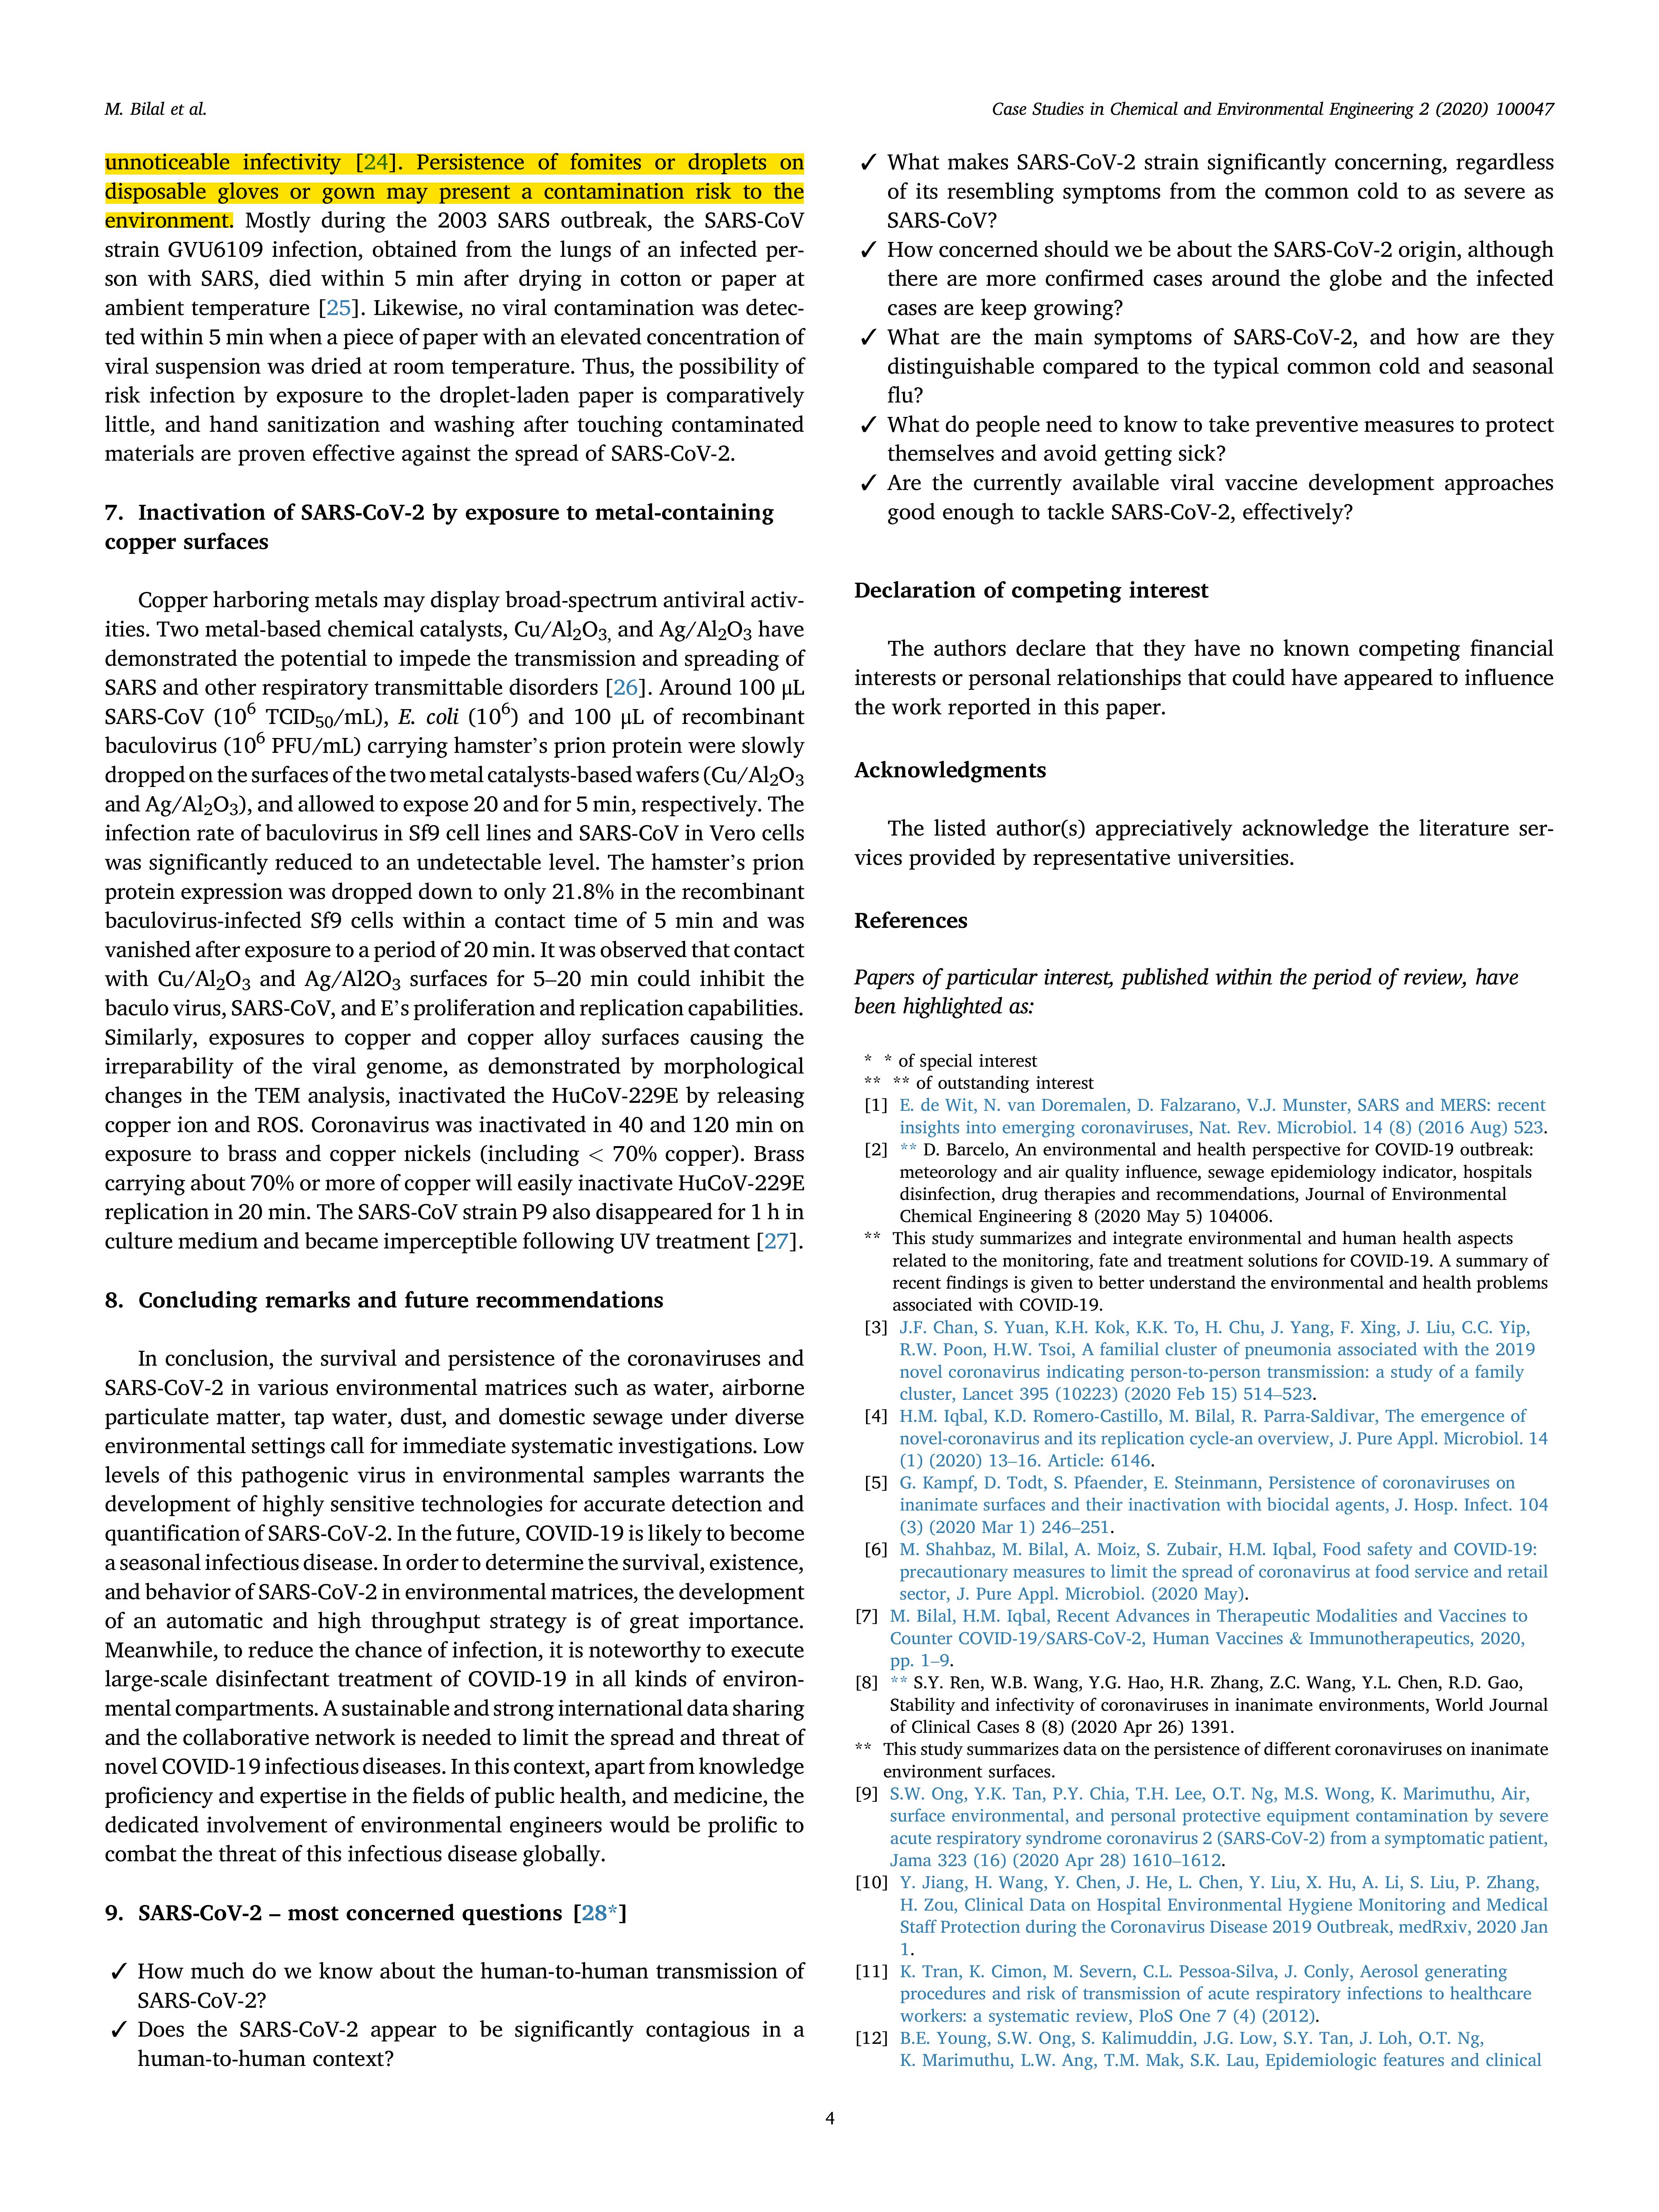 M. Bilal et al.
Case Studies in Chemical and Environmental Engineering 2 (2020) 100047
unnoticeable infectivity [24]. Persistence of fomites or droplets on
disposable gloves or gown may present a contamination risk to the
environment. Mostly during the 2003 SARS outbreak, the SARS-CoV
strain GVU6109 infection, obtained from the lungs of an infected per-
son with SARS, died within 5 min after drying in cotton or paper at
ambient temperature [25]. Likewise, no viral contamination was detec-
ted within 5 min when a piece of paper with an elevated concentration of
viral suspension was dried at room temperature. Thus, the possibility of
risk infection by exposure to the droplet-laden paper is comparatively
little, and hand sanitization and washing after touching contaminated
materials are proven effective against the spread of SARS-CoV-2.
7. Inactivation of SARS-CoV-2 by exposure to metal-containing
copper surfaces
Copper harboring metals may display broad-spectrum antiviral activ-
ities. Two metal-based chemical catalysts, Cu/Al2O3, and Ag/Al2O3 have
demonstrated the potential to impede the transmission and spreading of
SARS and other respiratory transmittable disorders [26]. Around 100 μL
SARS-CoV (10⁶ TCID50/mL), E. coli (10⁶) and 100 μL of recombinant
baculovirus (10⁶ PFU/mL) carrying hamster's prion protein were slowly
dropped on the surfaces of the two metal catalysts-based wafers (Cu/Al2O3
and Ag/Al2O3), and allowed to expose 20 and for 5 min, respectively. The
infection rate of baculovirus in Sf9 cell lines and SARS-CoV in Vero cells
was significantly reduced to an undetectable level. The hamster's prion
protein expression was dropped down to only 21.8% in the recombinant
baculovirus-infected Sf9 cells within a contact time of 5 min and was
vanished after exposure to a period of 20 min. It was observed that contact
with Cu/Al2O3 and Ag/Al2O3 surfaces for 5–20 min could inhibit the
baculo virus, SARS-CoV, and E's proliferation and replication capabilities.
Similarly, exposures to copper and copper alloy surfaces causing the
irreparability of the viral genome, as demonstrated by morphological
changes in the TEM analysis, inactivated the HuCoV-229E by releasing
copper ion and ROS. Coronavirus was inactivated in 40 and 120 min on
exposure to brass and copper nickels (including < 70% copper). Brass
carrying about 70% or more of copper will easily inactivate HuCoV-229E
replication in 20 min. The SARS-CoV strain P9 also disappeared for 1 h in
culture medium and became imperceptible following UV treatment [27].
8. Concluding remarks and future recommendations
In conclusion, the survival and persistence of the coronaviruses and
SARS-CoV-2 in various environmental matrices such as water, airborne
particulate matter, tap water, dust, and domestic sewage under diverse
environmental settings call for immediate systematic investigations. Low
levels of this pathogenic virus in environmental samples warrants the
development of highly sensitive technologies for accurate detection and
quantification of SARS-CoV-2. In the future, COVID-19 is likely to become
a seasonal infectious disease. In order to determine the survival, existence,
and behavior of SARS-CoV-2 in environmental matrices, the development
of an automatic and high throughput strategy is of great importance.
Meanwhile, to reduce the chance of infection, it is noteworthy to execute
large-scale disinfectant treatment of COVID-19 in all kinds of environ-
mental compartments. A sustainable and strong international data sharing
and the collaborative network is needed to limit the spread and threat of
novel COVID-19 infectious diseases. In this context, apart from knowledge
proficiency and expertise in the fields of public health, and medicine, the
dedicated involvement of environmental engineers would be prolific to
combat the threat of this infectious disease globally.
9. SARS-CoV-2 – most concerned questions [28*]
✓ How much do we know about the human-to-human transmission of
SARS-CoV-2?
✓ Does the SARS-CoV-2 appear to be significantly contagious in a
human-to-human context?
✓ What makes SARS-CoV-2 strain significantly concerning, regardless
of its resembling symptoms from the common cold to as severe as
SARS-CoV?
✓ How concerned should we be about the SARS-CoV-2 origin, although
there are more confirmed cases around the globe and the infected
cases are keep growing?
✓ What are the main symptoms of SARS-CoV-2, and how are they
distinguishable compared to the typical common cold and seasonal
flu?
✓ What do people need to know to take preventive measures to protect
themselves and avoid getting sick?
✓ Are the currently available viral vaccine development approaches
good enough to tackle SARS-CoV-2, effectively?
Declaration of competing interest
The authors declare that they have no known competing financial
interests or personal relationships that could have appeared to influence
the work reported in this paper.
Acknowledgments
The listed author(s) appreciatively acknowledge the literature ser-
vices provided by representative universities.
References
Papers of particular interest, published within the period of review, have
been highlighted as:
* * of special interest
** ** of outstanding interest
[1] E. de Wit, N. van Doremalen, D. Falzarano, V.J. Munster, SARS and MERS: recent
insights into emerging coronaviruses, Nat. Rev. Microbiol. 14 (8) (2016 Aug) 523.
[2] ** D. Barcelo, An environmental and health perspective for COVID-19 outbreak:
meteorology and air quality influence, sewage epidemiology indicator, hospitals
disinfection, drug therapies and recommendations, Journal of Environmental
Chemical Engineering 8 (2020 May 5) 104006.
** This study summarizes and integrate environmental and human health aspects
related to the monitoring, fate and treatment solutions for COVID-19. A summary of
recent findings is given to better understand the environmental and health problems
associated with COVID-19.
[3] J.F. Chan, S. Yuan, K.H. Kok, K.K. To, H. Chu, J. Yang, F. Xing, J. Liu, C.C. Yip,
R.W. Poon, H.W. Tsoi, A familial cluster of pneumonia associated with the 2019
novel coronavirus indicating person-to-person transmission: a study of a family
cluster, Lancet 395 (10223) (2020 Feb 15) 514–523.
[4] H.M. Iqbal, K.D. Romero-Castillo, M. Bilal, R. Parra-Saldivar, The emergence of
novel-coronavirus and its replication cycle-an overview, J. Pure Appl. Microbiol. 14
(1) (2020) 13–16. Article: 6146.
[5] G. Kampf, D. Todt, S. Pfaender, E. Steinmann, Persistence of coronaviruses on
inanimate surfaces and their inactivation with biocidal agents, J. Hosp. Infect. 104
(3) (2020 Mar 1) 246–251.
[6] M. Shahbaz, M. Bilal, A. Moiz, S. Zubair, H.M. Iqbal, Food safety and COVID-19:
precautionary measures to limit the spread of coronavirus at food service and retail
sector, J. Pure Appl. Microbiol. (2020 May).
[7] M. Bilal, H.M. Iqbal, Recent Advances in Therapeutic Modalities and Vaccines to
Counter COVID-19/SARS-CoV-2, Human Vaccines & Immunotherapeutics, 2020,
pp. 1–9.
[8] ** S.Y. Ren, W.B. Wang, Y.G. Hao, H.R. Zhang, Z.C. Wang, Y.L. Chen, R.D. Gao,
Stability and infectivity of coronaviruses in inanimate environments, World Journal
of Clinical Cases 8 (8) (2020 Apr 26) 1391.
** This study summarizes data on the persistence of different coronaviruses on inanimate
environment surfaces.
[9] S.W. Ong, Y.K. Tan, P.Y. Chia, T.H. Lee, O.T. Ng, M.S. Wong, K. Marimuthu, Air,
surface environmental, and personal protective equipment contamination by severe
acute respiratory syndrome coronavirus 2 (SARS-CoV-2) from a symptomatic patient,
Jama 323 (16) (2020 Apr 28) 1610–1612.
[10] Y. Jiang, H. Wang, Y. Chen, J. He, L. Chen, Y. Liu, X. Hu, A. Li, S. Liu, P. Zhang,
H. Zou, Clinical Data on Hospital Environmental Hygiene Monitoring and Medical
Staff Protection during the Coronavirus Disease 2019 Outbreak, medRxiv, 2020 Jan
1.
[11] K. Tran, K. Cimon, M. Severn, C.L. Pessoa-Silva, J. Conly, Aerosol generating
procedures and risk of transmission of acute respiratory infections to healthcare
workers: a systematic review, PloS One 7 (4) (2012).
[12] B.E. Young, S.W. Ong, S. Kalimuddin, J.G. Low, S.Y. Tan, J. Loh, O.T. Ng,
K. Marimuthu, L.W. Ang, T.M. Mak, S.K. Lau, Epidemiologic features and clinical
4